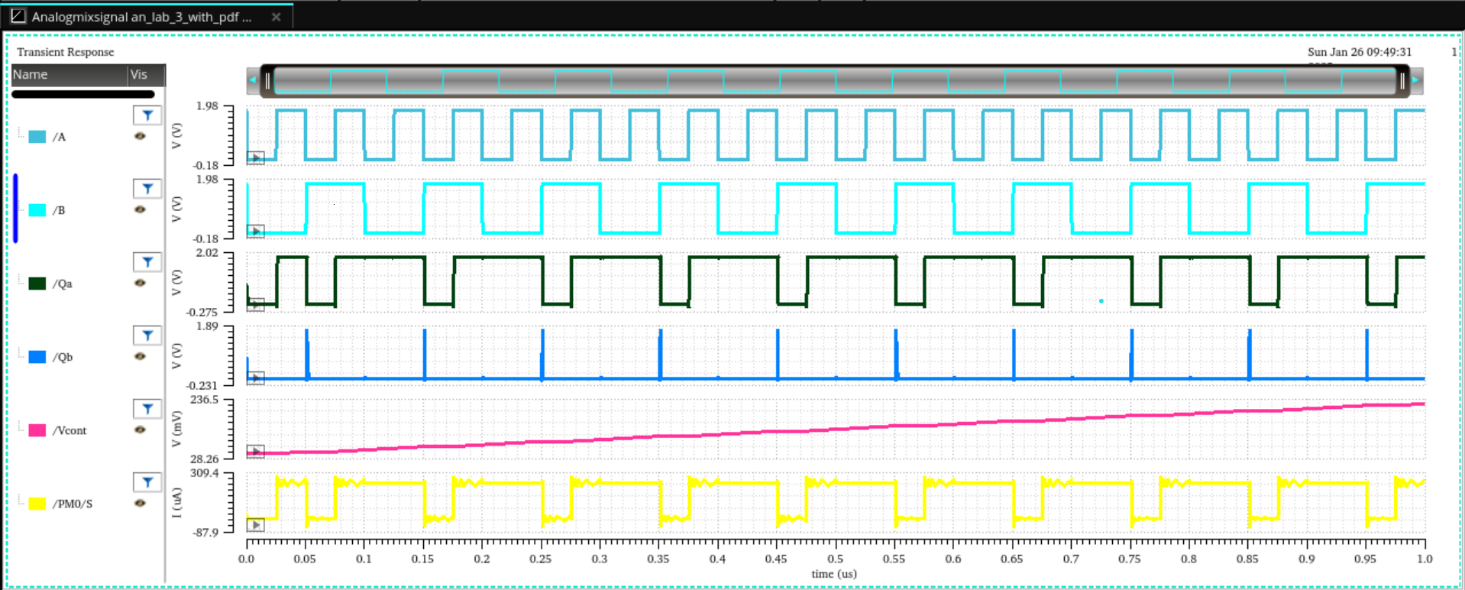 Analogmixsignal an_lab_3_with_pdf ...
Transient Response
Sun Jan 26 09:49:31
1
Name Vis
/A
V (V)
1.98
-0.18
/B
V (V)
1.98
-0.18
/Qa
V (V)
2.02
-0.275
/Qb
V (V)
1.89
-0.231
/Vcont
V (mV)
236.5
28.26
/PM0/S
I (uA)
309.4
-87.9
0.0 0.05 0.1 0.15 0.2 0.25 0.3 0.35 0.4 0.45 0.5 0.55 0.6 0.65 0.7 0.75 0.8 0.85 0.9 0.95 1.0
time (us)